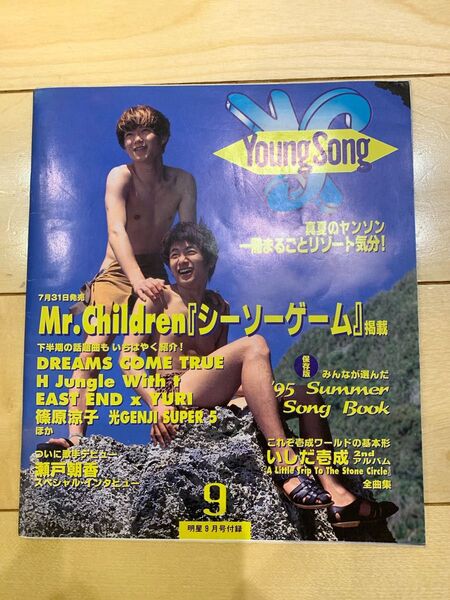 YS
Young Song
真夏のヤンソン
一冊まるごとリゾート気分!
7月31日発売
Mr.Children『シーソーゲーム』掲載
下半期の話題曲も いちはやく紹介!
DREAMS COME TRUE
H Jungle With t
EAST END x YURI
篠原涼子 光GENJI SUPER 5
ほか
保存版
みんなが選んだ
'95 Summer
Song Book
ついに歌手デビュー
瀬戸朝香
スペシャル・インタビュー
これぞ壱成ワールドの基本形
いしだ壱成 2nd アルバム
『A Little Trip To The Stone Circle』
全曲集
9
明星9月号付録